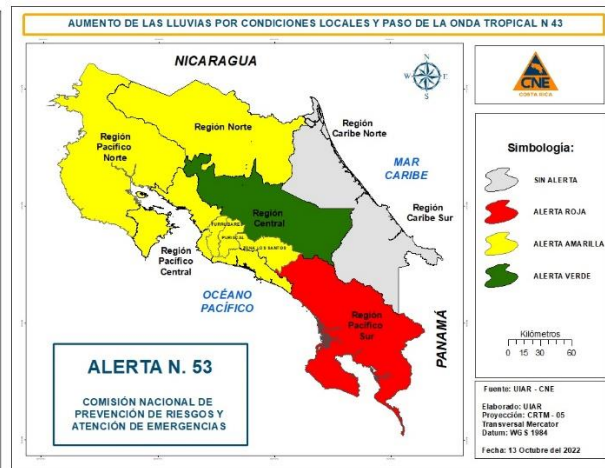 AUMENTO DE LAS LLUVIAS POR CONDICIONES LOCALES Y PASO DE LA ONDA TROPICAL N 43
NICARAGUA
N
W
E
S
CNE
COSTA RICA
Región
Caribe Norte
Región Norte
Región
Pacífico
Norte
MAR
CARIBE
Región
Central
Región
Caribe Sur
TURRUBARES
PURISCAL
Región
Pacífico
Central
OCÉANO
PACÍFICO
Región
Pacífico
Sur
PANAMÁ
ALERTA N. 53
COMISIÓN NACIONAL DE
PREVENCIÓN DE RIESGOS Y
ATENCIÓN DE EMERGENCIAS
Simbología:
SIN ALERTA
ALERTA ROJA
ALERTA AMARILLA
ALERTA VERDE
Kilómetros
0 15 30 60
Fuente: UIAR - CNE
Elaborado: UIAR
Proyección: CRTM - 05
Transversal Mercator
Datum: WGS 1984
Fecha: 13 Octubre del 2022